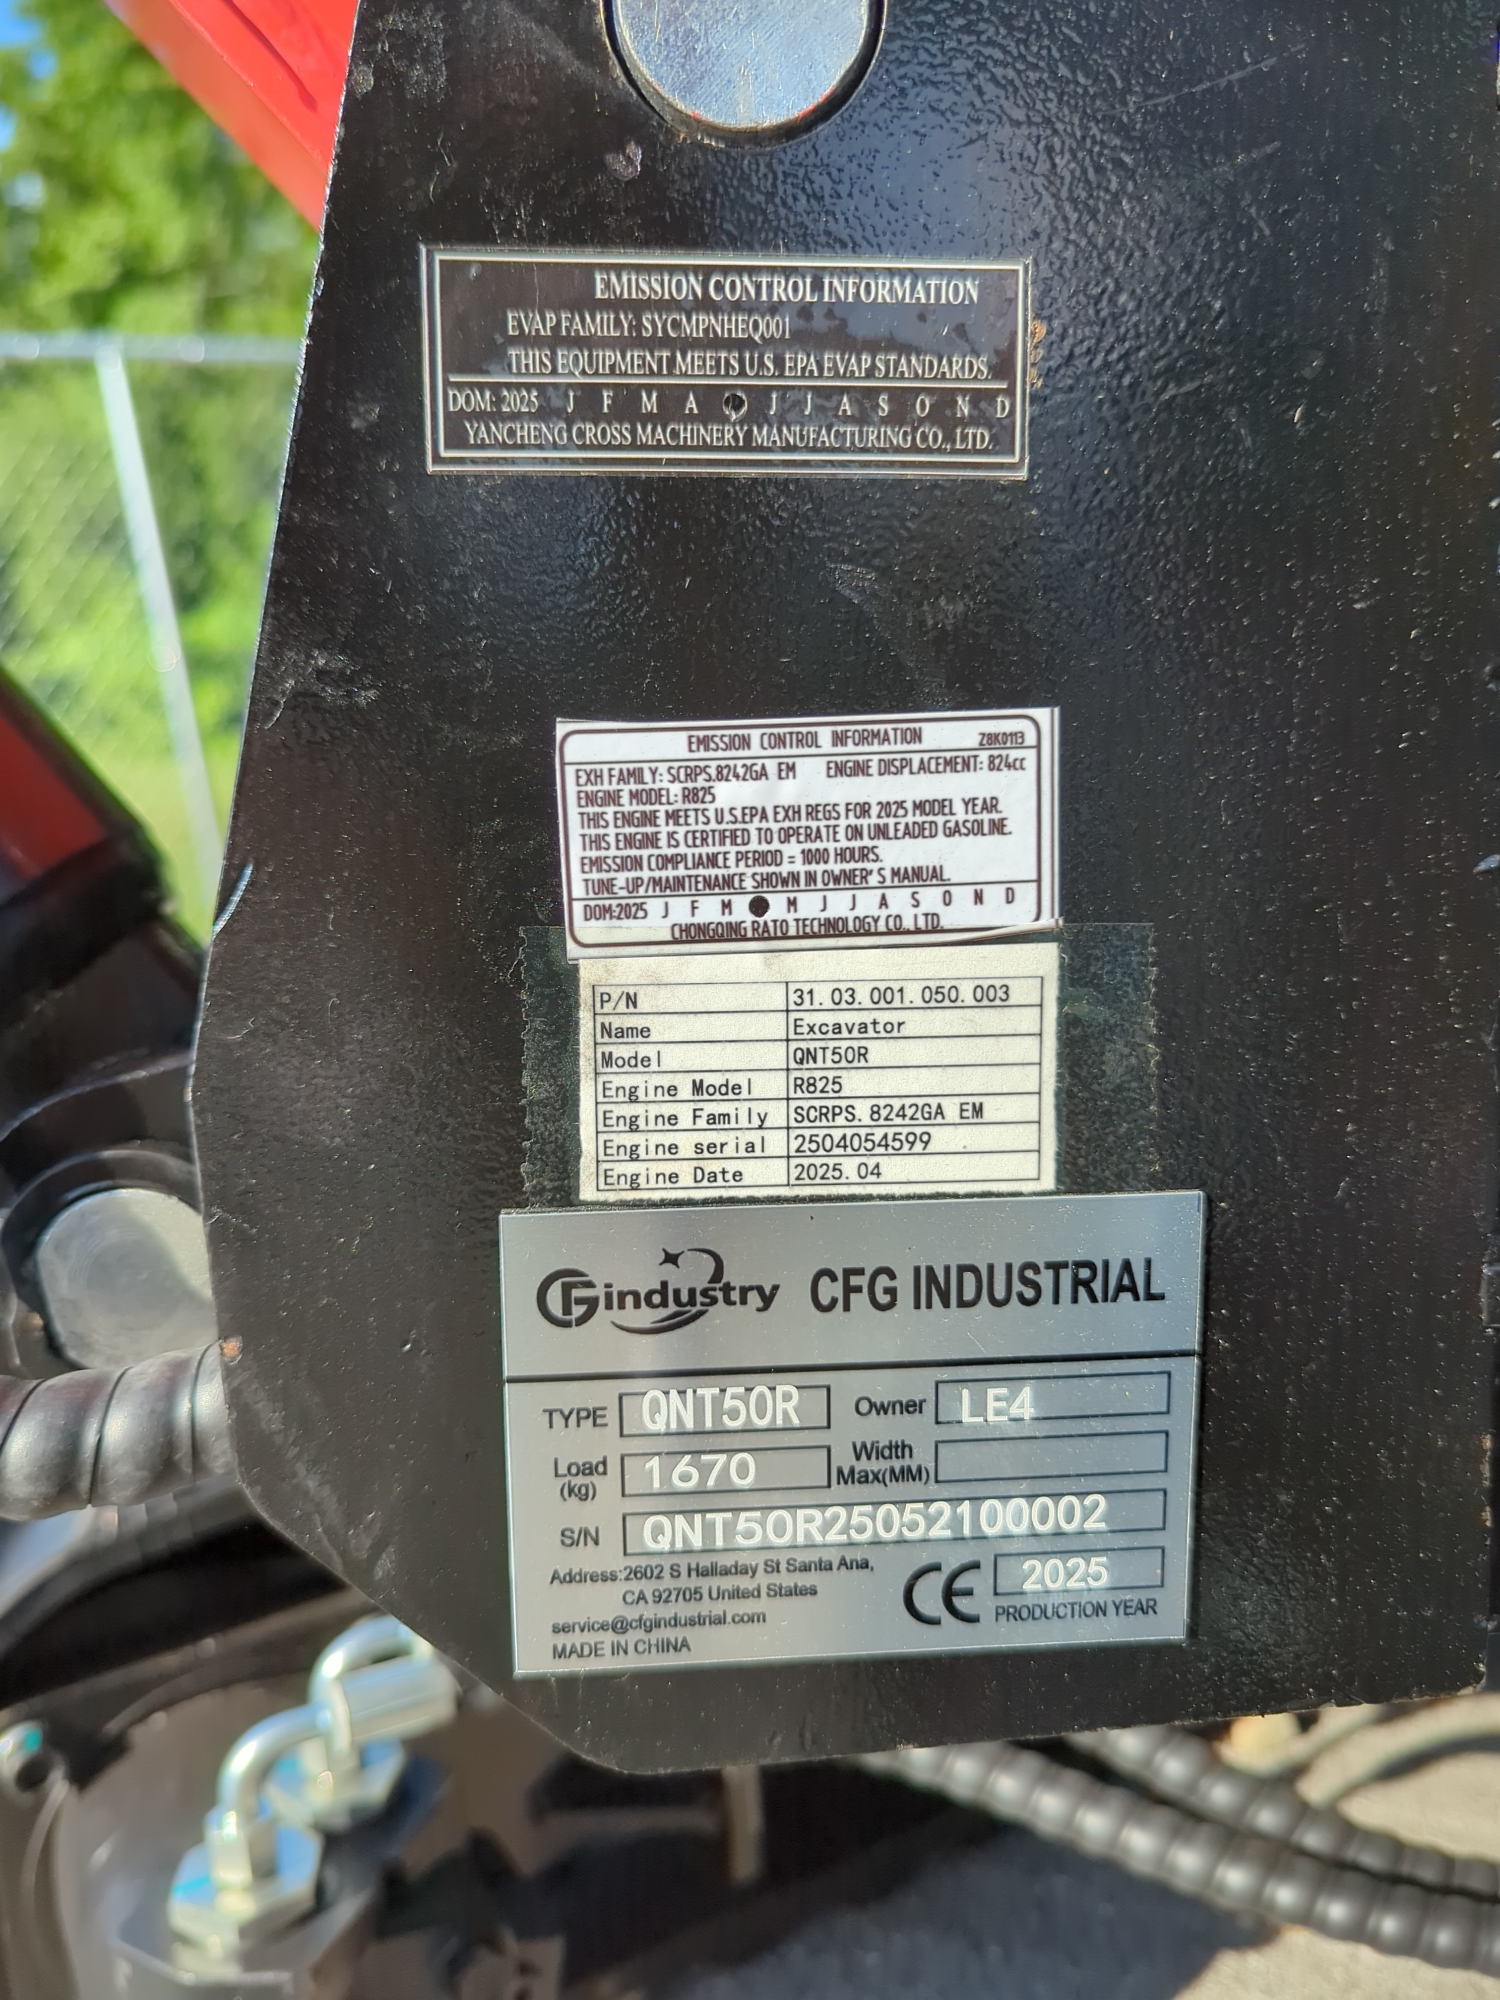 EMISSION CONTROL INFORMATION
EVAP FAMILY: SYCMPNHEQ001
THIS EQUIPMENT MEETS U.S. EPA EVAP STANDARDS.
DOM: 2025 J F M A J J A S O N D
YANCHENG CROSS MACHINERY MANUFACTURING CO., LTD.
EMISSION CONTROL INFORMATION Z8K0113
EXH FAMILY: SCRPS.8242GA EM ENGINE DISPLACEMENT: 824cc
ENGINE MODEL: R825
THIS ENGINE MEETS U.S.EPA EXH REGS FOR 2025 MODEL YEAR.
THIS ENGINE IS CERTIFIED TO OPERATE ON UNLEADED GASOLINE.
EMISSION COMPLIANCE PERIOD = 1000 HOURS.
TUNE-UP/MAINTENANCE SHOWN IN OWNER'S MANUAL.
DOM:2025 J F M M J J A S O N D
CHONGQING RATO TECHNOLOGY CO., LTD.
P/N 31.03.001.050.003
Name Excavator
Model QNT50R
Engine Model R825
Engine Family SCRPS.8242GA EM
Engine serial 2504054599
Engine Date 2025.04
CFG industry CFG INDUSTRIAL
TYPE QNT50R Owner LE4
Load (kg) 1670 Width Max(MM)
S/N QNT50R25052100002
Address:2602 S Halladay St Santa Ana,
CA 92705 United States
service@cfgindustrial.com
MADE IN CHINA
CE 2025
PRODUCTION YEAR